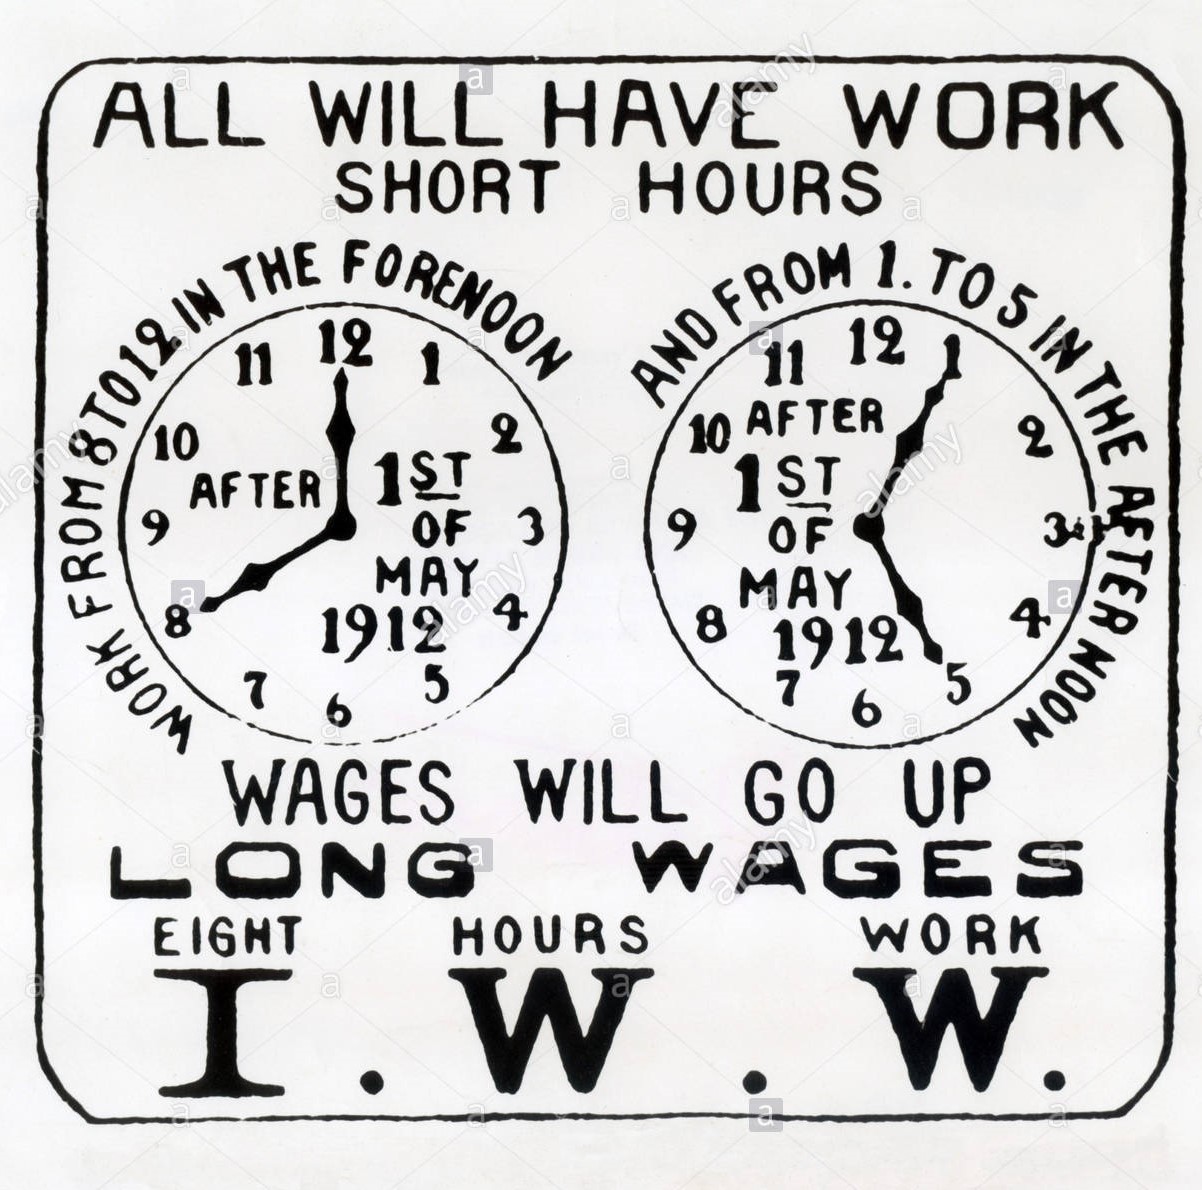 ALL WILL HAVE WORK
SHORT HOURS
WORK FROM 8 TO 12. IN THE FORENOON
12
1
2
3
4
5
6
7
8
9
10
11
AFTER 1ST
OF
MAY
1912
AND FROM 1. TO 5 IN THE AFTERNOON
12
1
2
3
4
5
6
7
8
9
10
11
AFTER
1ST
OF
MAY
1912
WAGES WILL GO UP
LONG WAGES
EIGHT HOURS WORK
I. W. W.
alamy
a